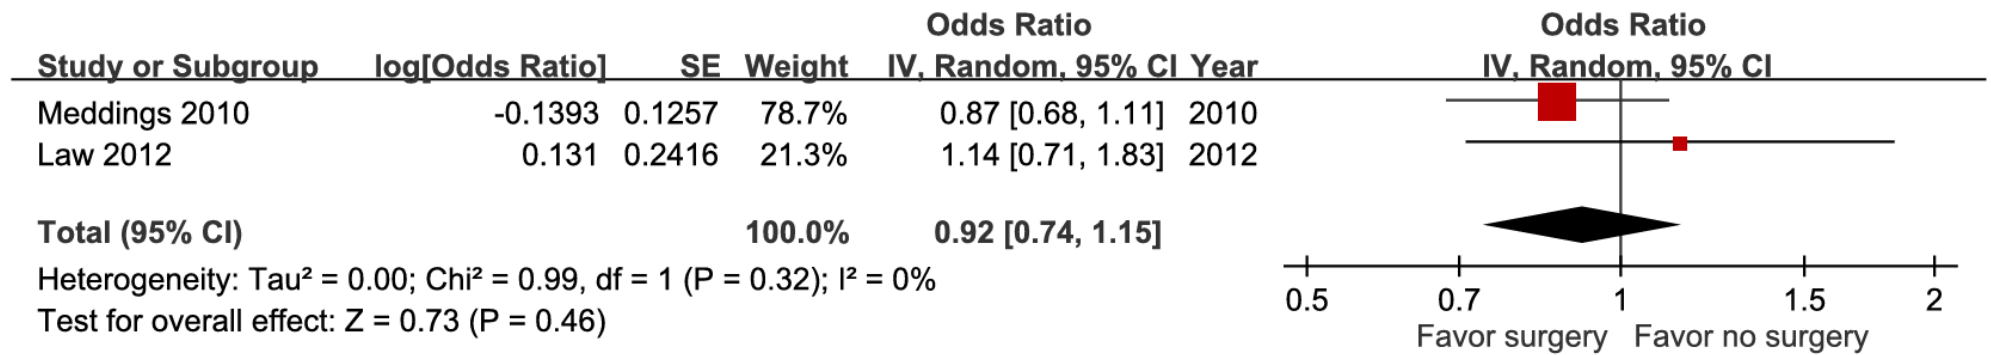 Odds Ratio Odds Ratio
Study or Subgroup log[Odds Ratio] SE Weight IV, Random, 95% CI Year IV, Random, 95% CI
Meddings 2010 -0.1393 0.1257 78.7% 0.87 [0.68, 1.11] 2010
Law 2012 0.131 0.2416 21.3% 1.14 [0.71, 1.83] 2012
Total (95% CI) 100.0% 0.92 [0.74, 1.15]
Heterogeneity: Tau² = 0.00; Chi² = 0.99, df = 1 (P = 0.32); I² = 0%
Test for overall effect: Z = 0.73 (P = 0.46)
0.5 0.7 1 1.5 2
Favor surgery Favor no surgery